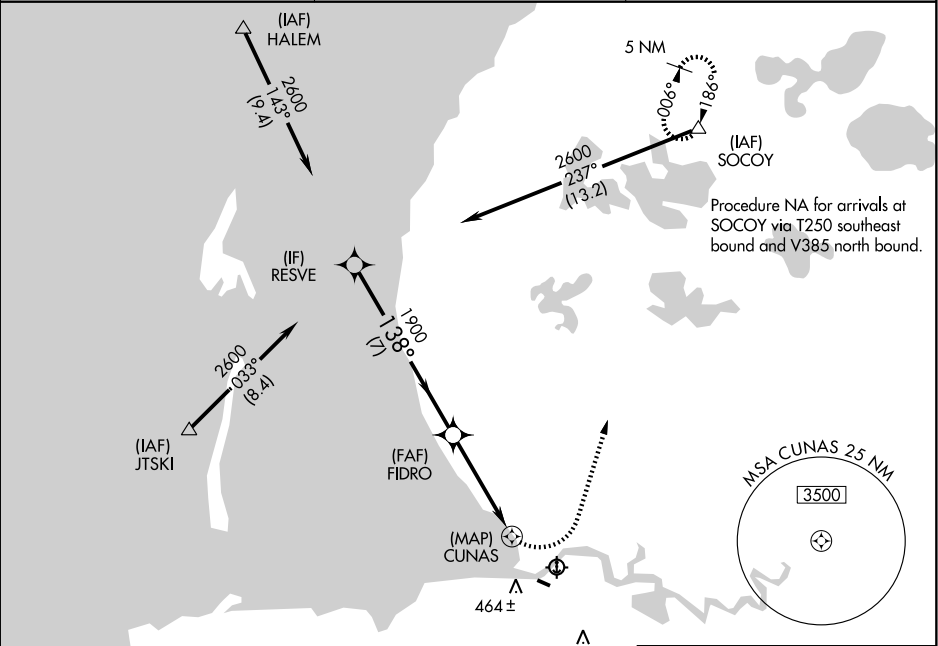 (IAF)
HALEM
2600
143°
(9.4)
5 NM
006°
186°
(IAF)
SOCOY
2600
237°
(13.2)
Procedure NA for arrivals at
SOCOY via T250 southeast
bound and V385 north bound.
(IF)
RESVE
1900
138°
(7)
2600
033°
(8.4)
(IAF)
JTSKI
(FAF)
FIDRO
(MAP)
CUNAS
464 ±
MSA CUNAS 25 NM
3500